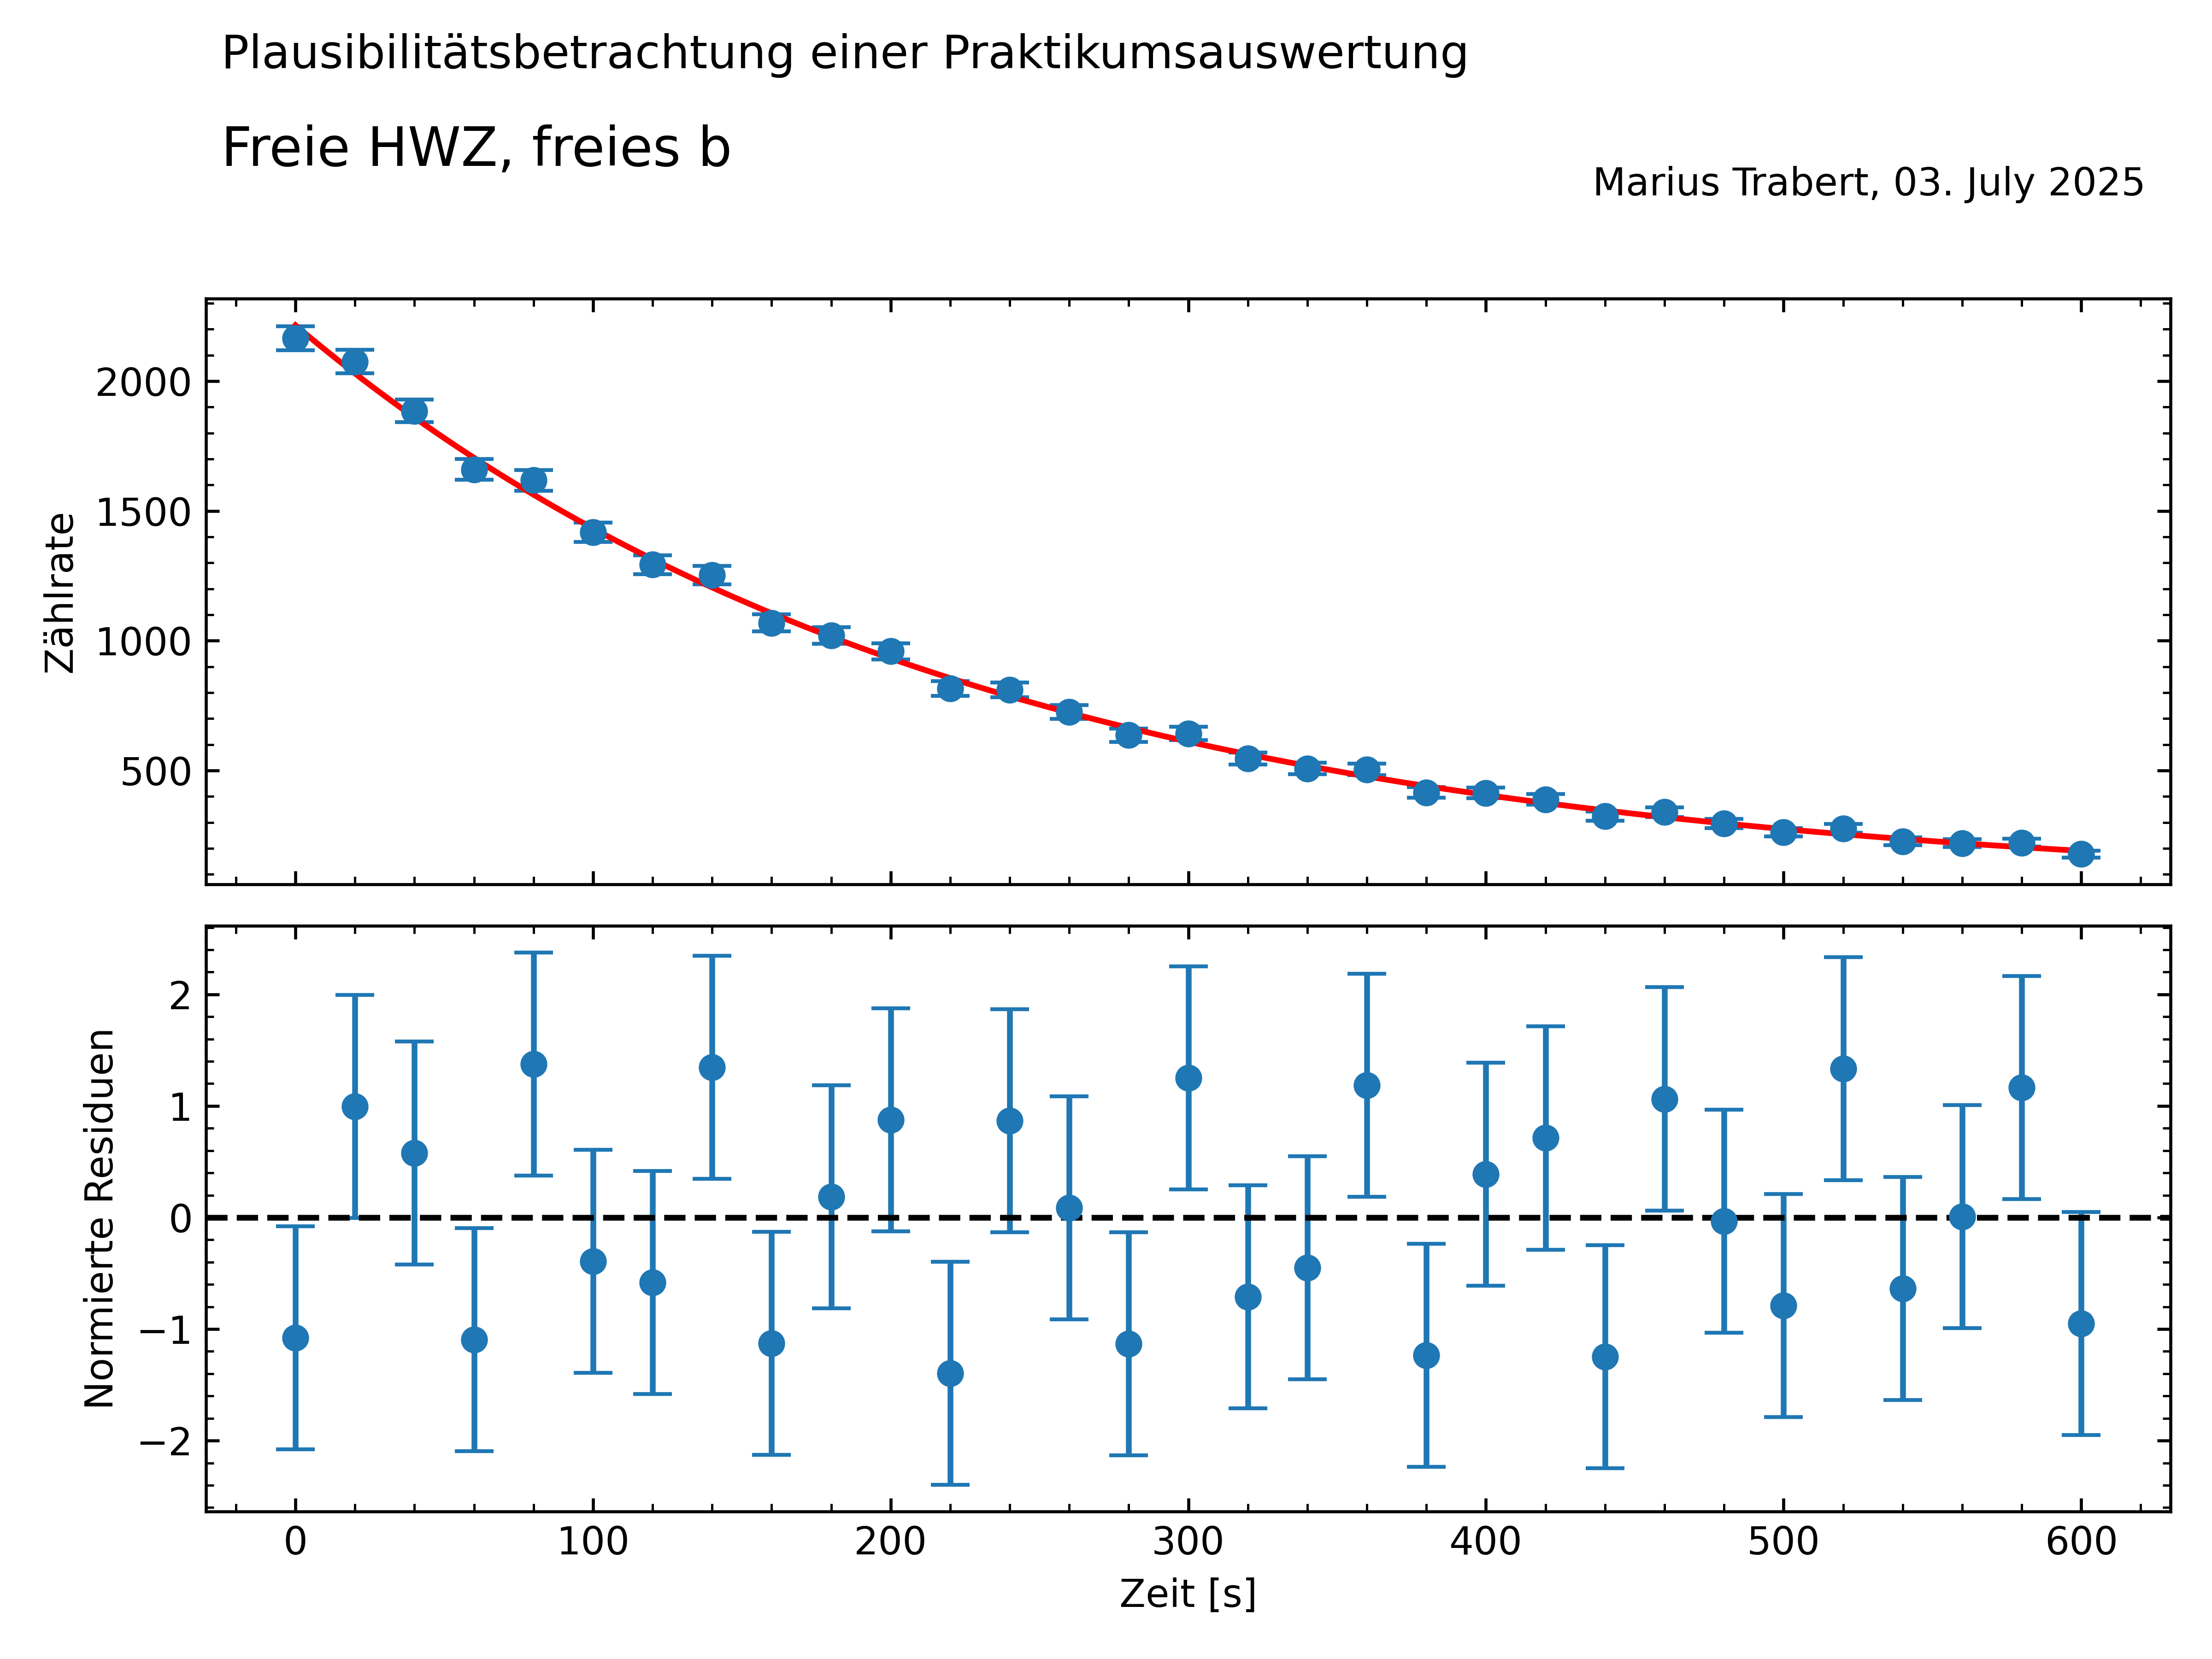 Plausibilitätsbetrachtung einer Praktikumsauswertung
Freie HWZ, freies b
Marius Trabert, 03. July 2025
Zählrate
2000
1500
1000
500
Normierte Residuen
2
1
0
−1
−2
0 100 200 300 400 500 600
Zeit [s]